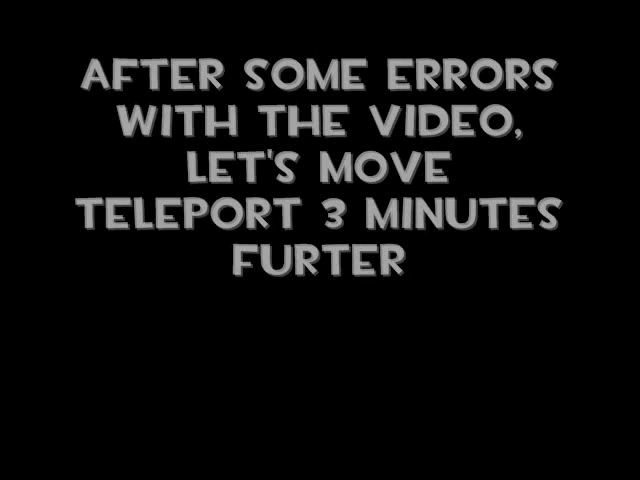 AFTER SOME ERRORS
WITH THE VIDEO,
LET'S MOVE
TELEPORT 3 MINUTES
FURTER